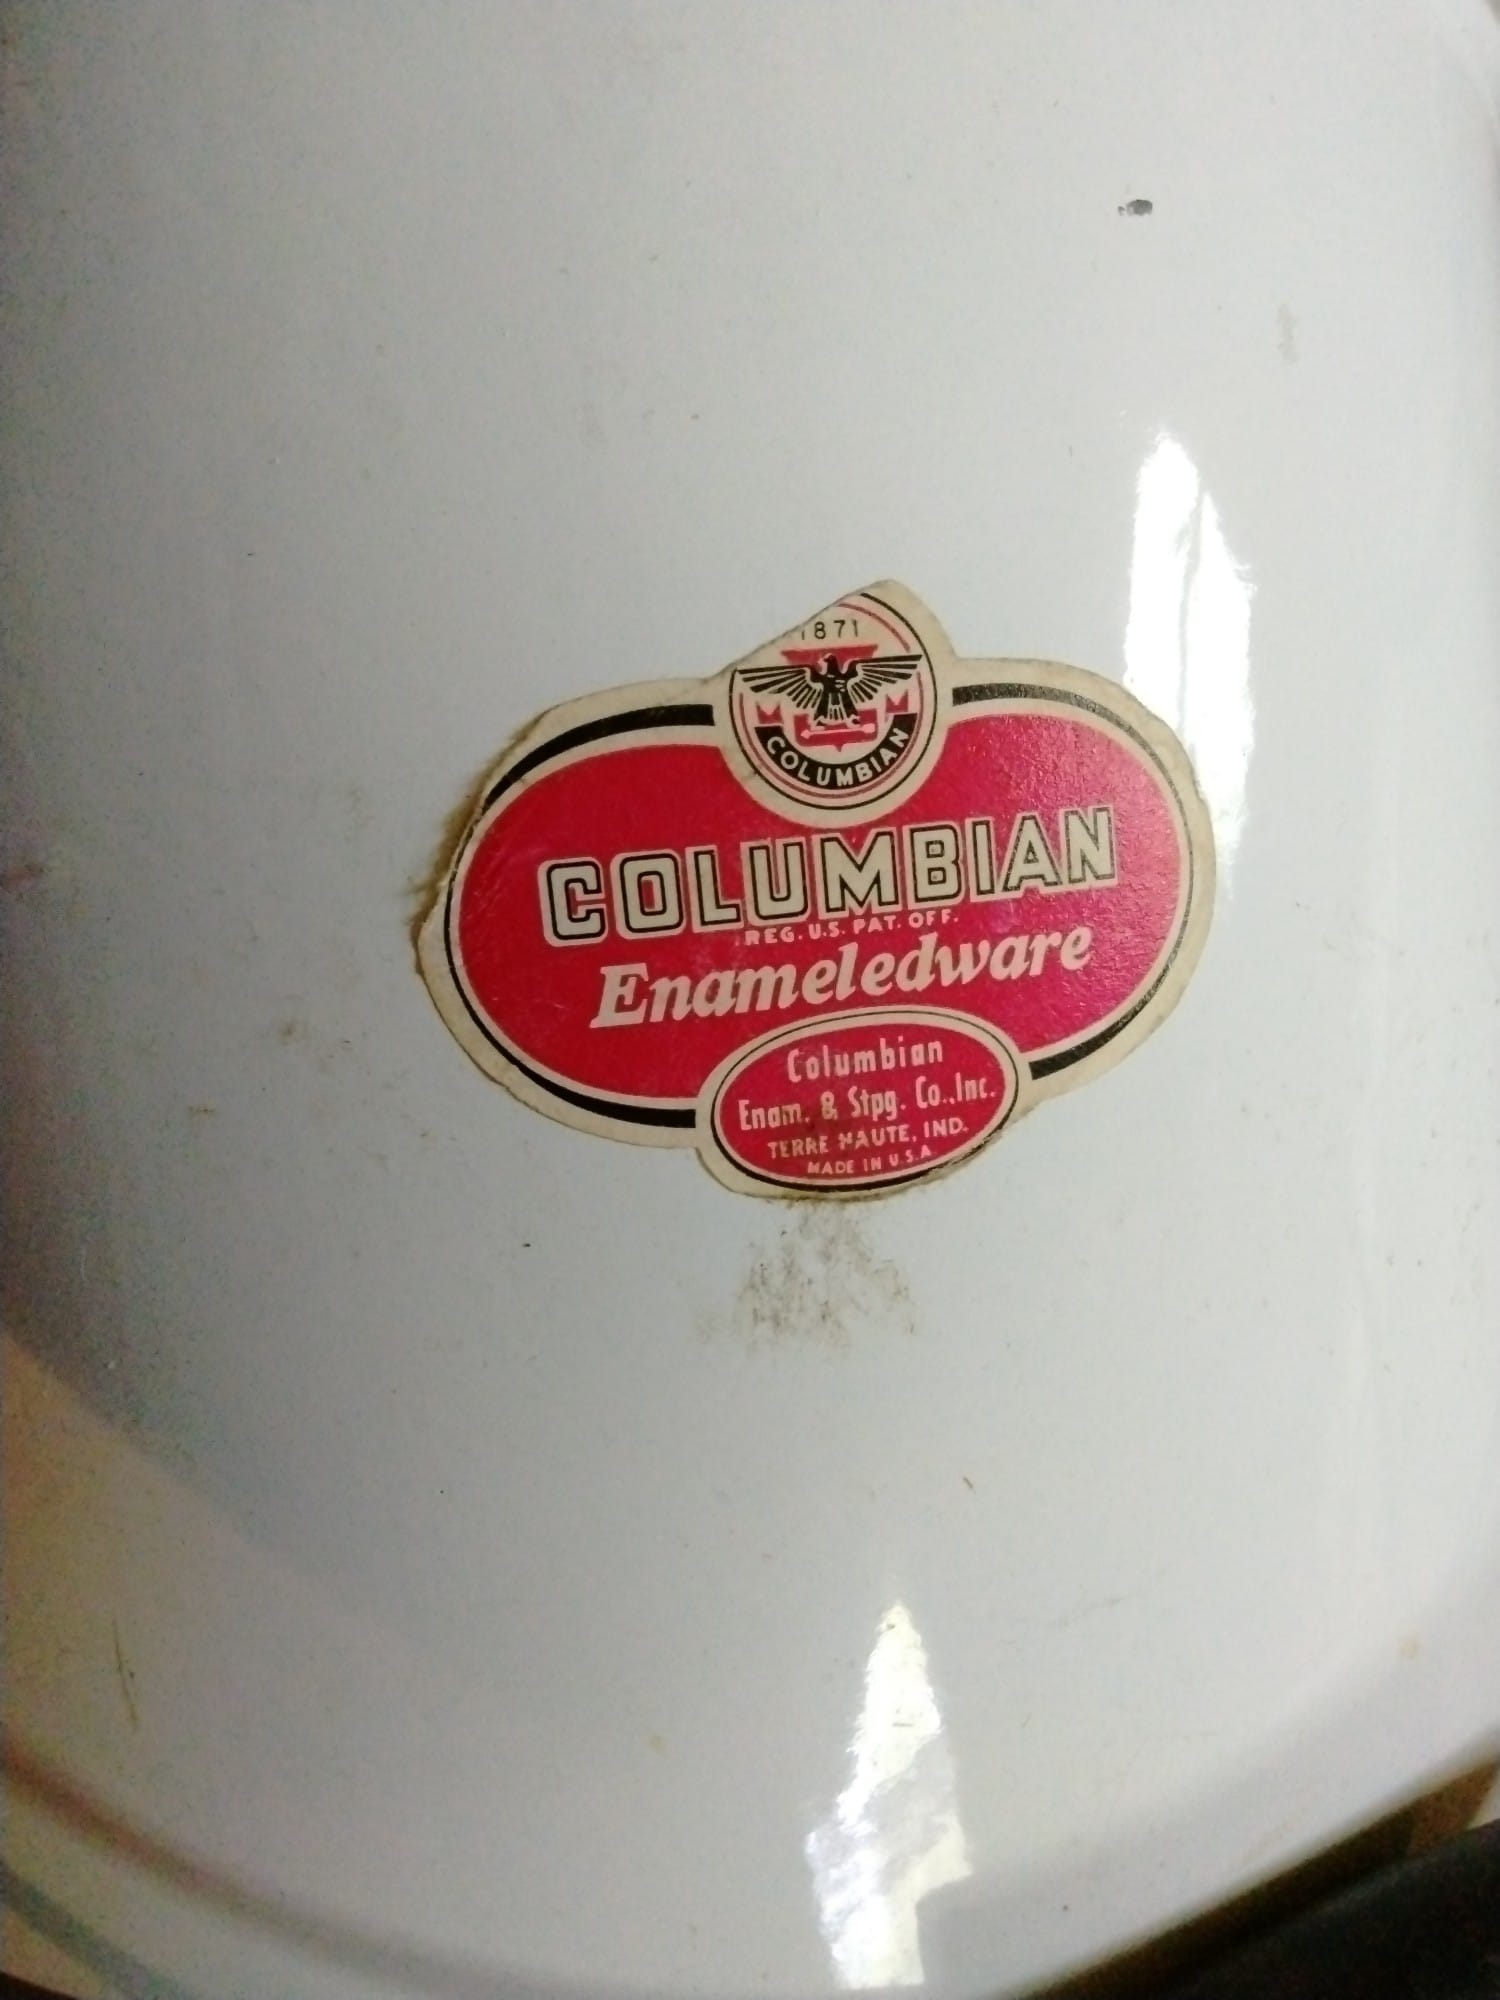 1871
COLUMBIAN
COLUMBIAN
REG. U.S. PAT. OFF.
Enameledware
Columbian
Enam. & Stpg. Co., Inc.
TERRE HAUTE, IND.
MADE IN U.S.A.